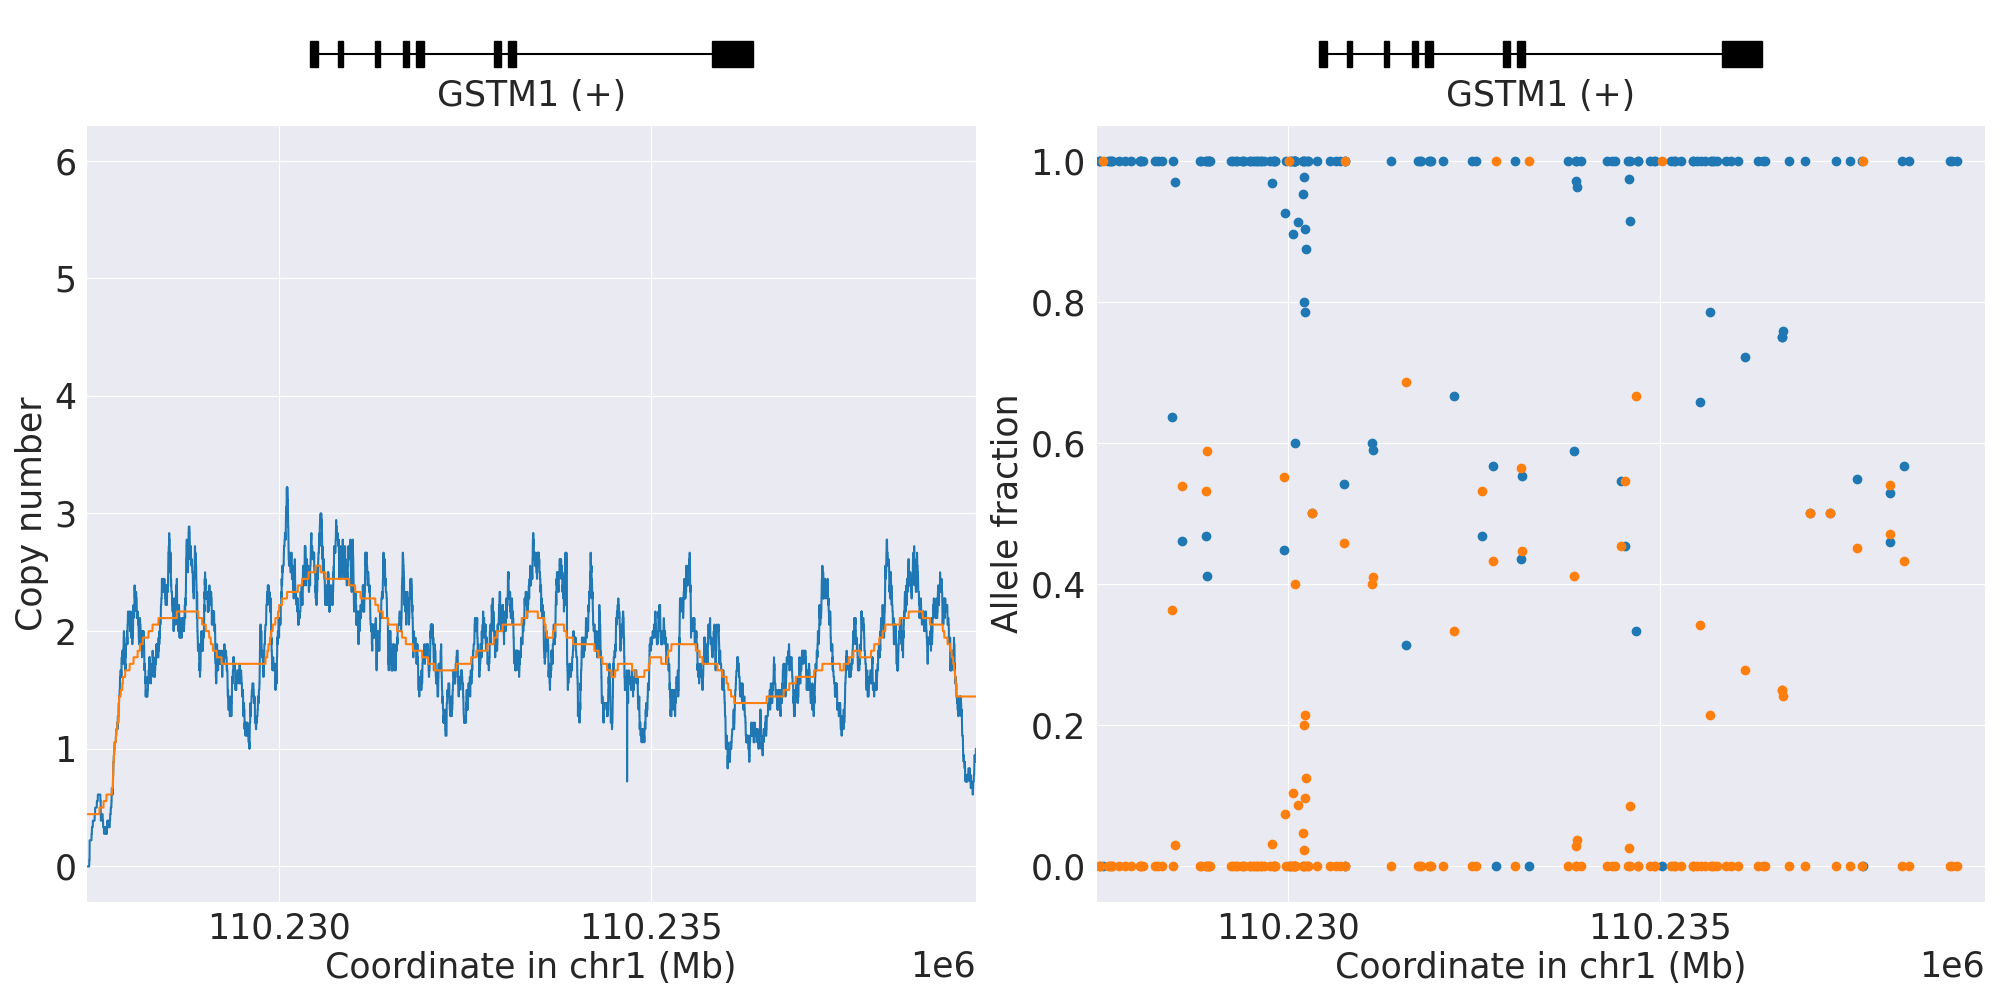 GSTM1 (+)
6
5
4
3
2
1
0
Copy number
110.230
110.235
Coordinate in chr1 (Mb)
1e6
GSTM1 (+)
1.0
0.8
0.6
0.4
0.2
0.0
Allele fraction
110.230
110.235
Coordinate in chr1 (Mb)
1e6